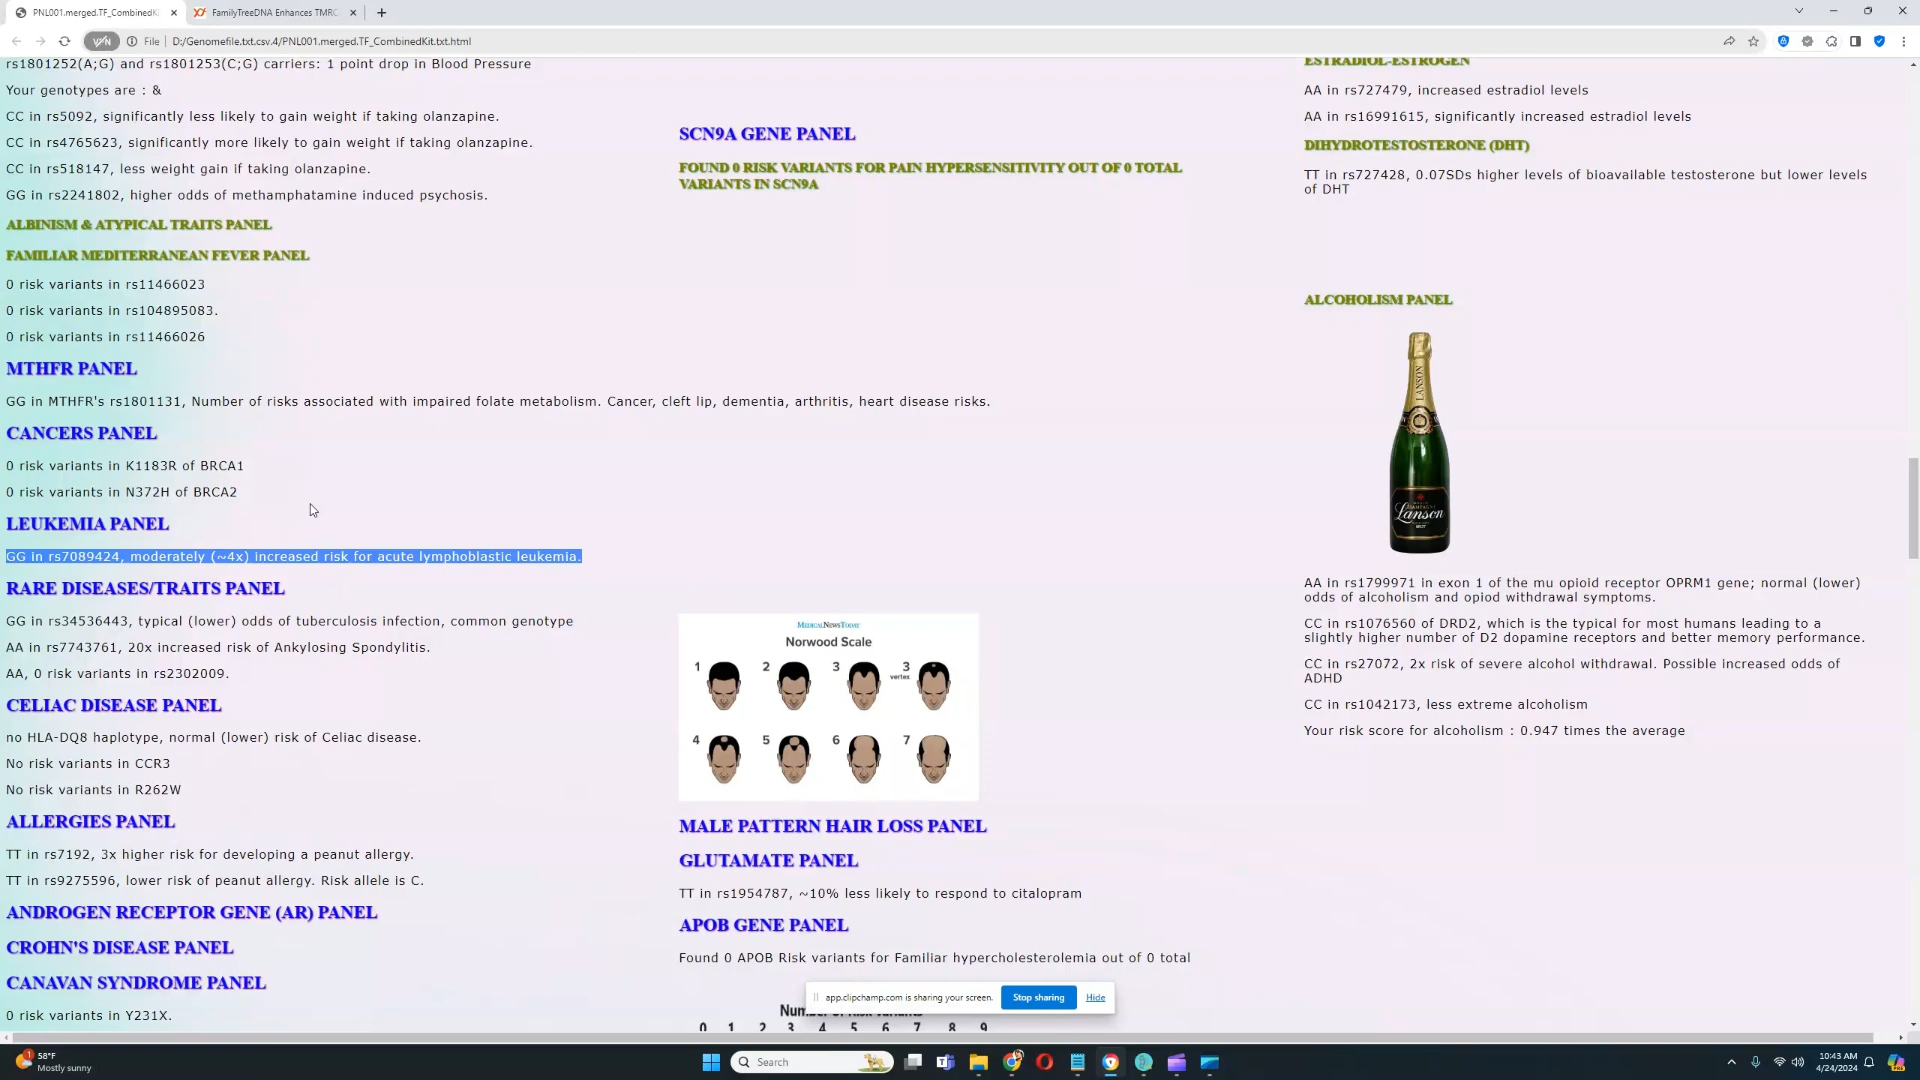 PNL001.merged.TF_CombinedKi
FamilyTreeDNA Enhances TMRC
File
D:/Genomefile.txt.csv.4/PNL001.merged.TF_CombinedKit.txt.html
rs1801252(A;G) and rs1801253(C;G) carriers: 1 point drop in Blood Pressure
Your genotypes are : &
CC in rs5092, significantly less likely to gain weight if taking olanzapine.
CC in rs4765623, significantly more likely to gain weight if taking olanzapine.
CC in rs518147, less weight gain if taking olanzapine.
GG in rs2241802, higher odds of methamphatamine induced psychosis.
ALBINISM & ATYPICAL TRAITS PANEL
FAMILIAR MEDITERRANEAN FEVER PANEL
0 risk variants in rs11466023
0 risk variants in rs104895083.
0 risk variants in rs11466026
MTHFR PANEL
GG in MTHFR's rs1801131, Number of risks associated with impaired folate metabolism. Cancer, cleft lip, dementia, arthritis, heart disease risks.
CANCERS PANEL
0 risk variants in K1183R of BRCA1
0 risk variants in N372H of BRCA2
LEUKEMIA PANEL
GG in rs7089424, moderately (~4x) increased risk for acute lymphoblastic leukemia.
RARE DISEASES/TRAITS PANEL
GG in rs34536443, typical (lower) odds of tuberculosis infection, common genotype
AA in rs7743761, 20x increased risk of Ankylosing Spondylitis.
AA, 0 risk variants in rs2302009.
CELIAC DISEASE PANEL
no HLA-DQ8 haplotype, normal (lower) risk of Celiac disease.
No risk variants in CCR3
No risk variants in R262W
ALLERGIES PANEL
TT in rs7192, 3x higher risk for developing a peanut allergy.
TT in rs9275596, lower risk of peanut allergy. Risk allele is C.
ANDROGEN RECEPTOR GENE (AR) PANEL
CROHN'S DISEASE PANEL
CANAVAN SYNDROME PANEL
0 risk variants in Y231X.
SCN9A GENE PANEL
FOUND 0 RISK VARIANTS FOR PAIN HYPERSENSITIVITY OUT OF 0 TOTAL
VARIANTS IN SCN9A
MEDICALNEWSTODAY
Norwood Scale
1 2 3 3
vertex
4 5 6 7
MALE PATTERN HAIR LOSS PANEL
GLUTAMATE PANEL
TT in rs1954787, ~10% less likely to respond to citalopram
APOB GENE PANEL
Found 0 APOB Risk variants for Familiar hypercholesterolemia out of 0 total
app.clipchamp.com is sharing your screen.
Stop sharing
Hide
0 1 2 3 4 5 6 7 8 9
ESTRADIOL-ESTROGEN
AA in rs727479, increased estradiol levels
AA in rs16991615, significantly increased estradiol levels
DIHYDROTESTOSTERONE (DHT)
TT in rs727428, 0.07SDs higher levels of bioavailable testosterone but lower levels
of DHT
ALCOHOLISM PANEL
LANSON
Lanson
AA in rs1799971 in exon 1 of the mu opioid receptor OPRM1 gene; normal (lower)
odds of alcoholism and opiod withdrawal symptoms.
CC in rs1076560 of DRD2, which is the typical for most humans leading to a
slightly higher number of D2 dopamine receptors and better memory performance.
CC in rs27072, 2x risk of severe alcohol withdrawal. Possible increased odds of
ADHD
CC in rs1042173, less extreme alcoholism
Your risk score for alcoholism : 0.947 times the average
1
58°F
Mostly sunny
Search
10:43 AM
4/24/2024